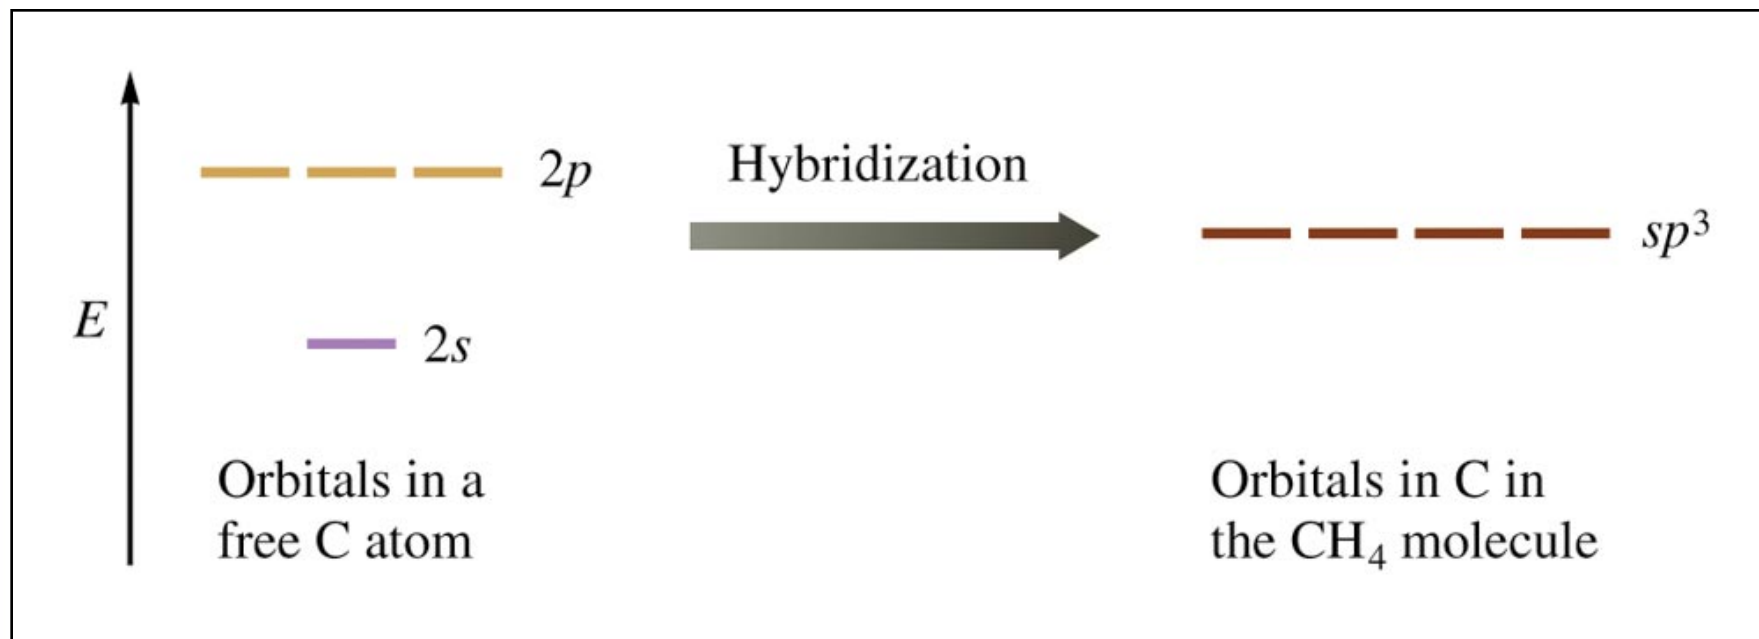 2p
Hybridization
sp³
E
2s
Orbitals in a
free C atom
Orbitals in C in
the CH₄ molecule